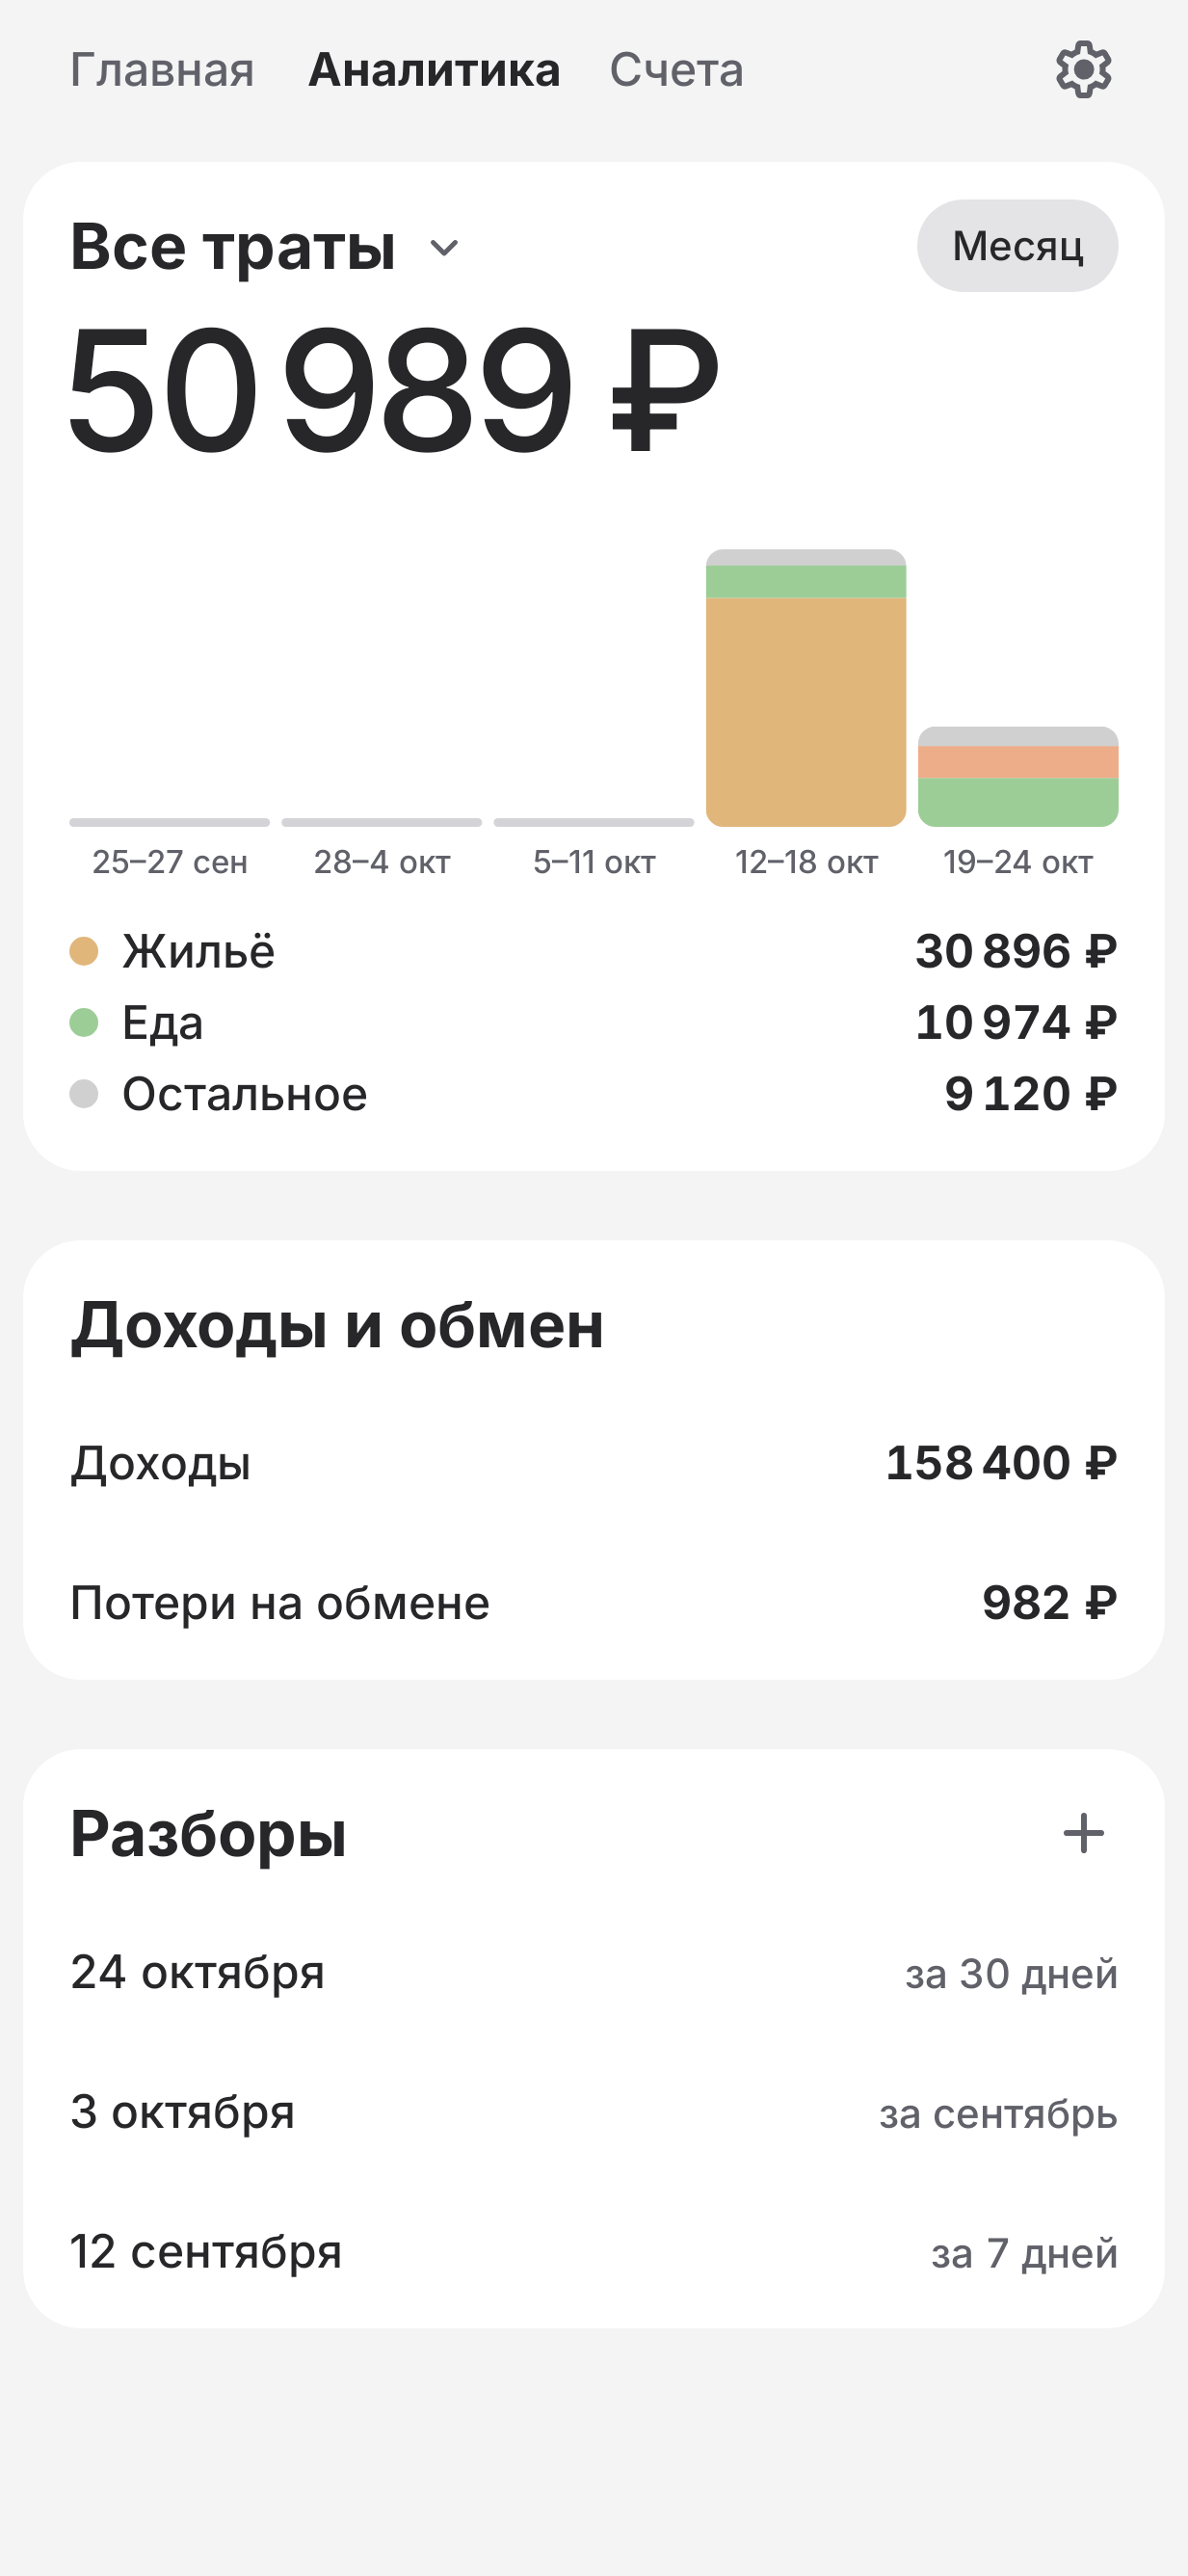 Главная Аналитика Счета
Все траты Месяц
50 989 ₽
25–27 сен 28–4 окт 5–11 окт 12–18 окт 19–24 окт
Жильё 30 896 ₽
Еда 10 974 ₽
Остальное 9 120 ₽
Доходы и обмен
Доходы 158 400 ₽
Потери на обмене 982 ₽
Разборы
24 октября за 30 дней
3 октября за сентябрь
12 сентября за 7 дней